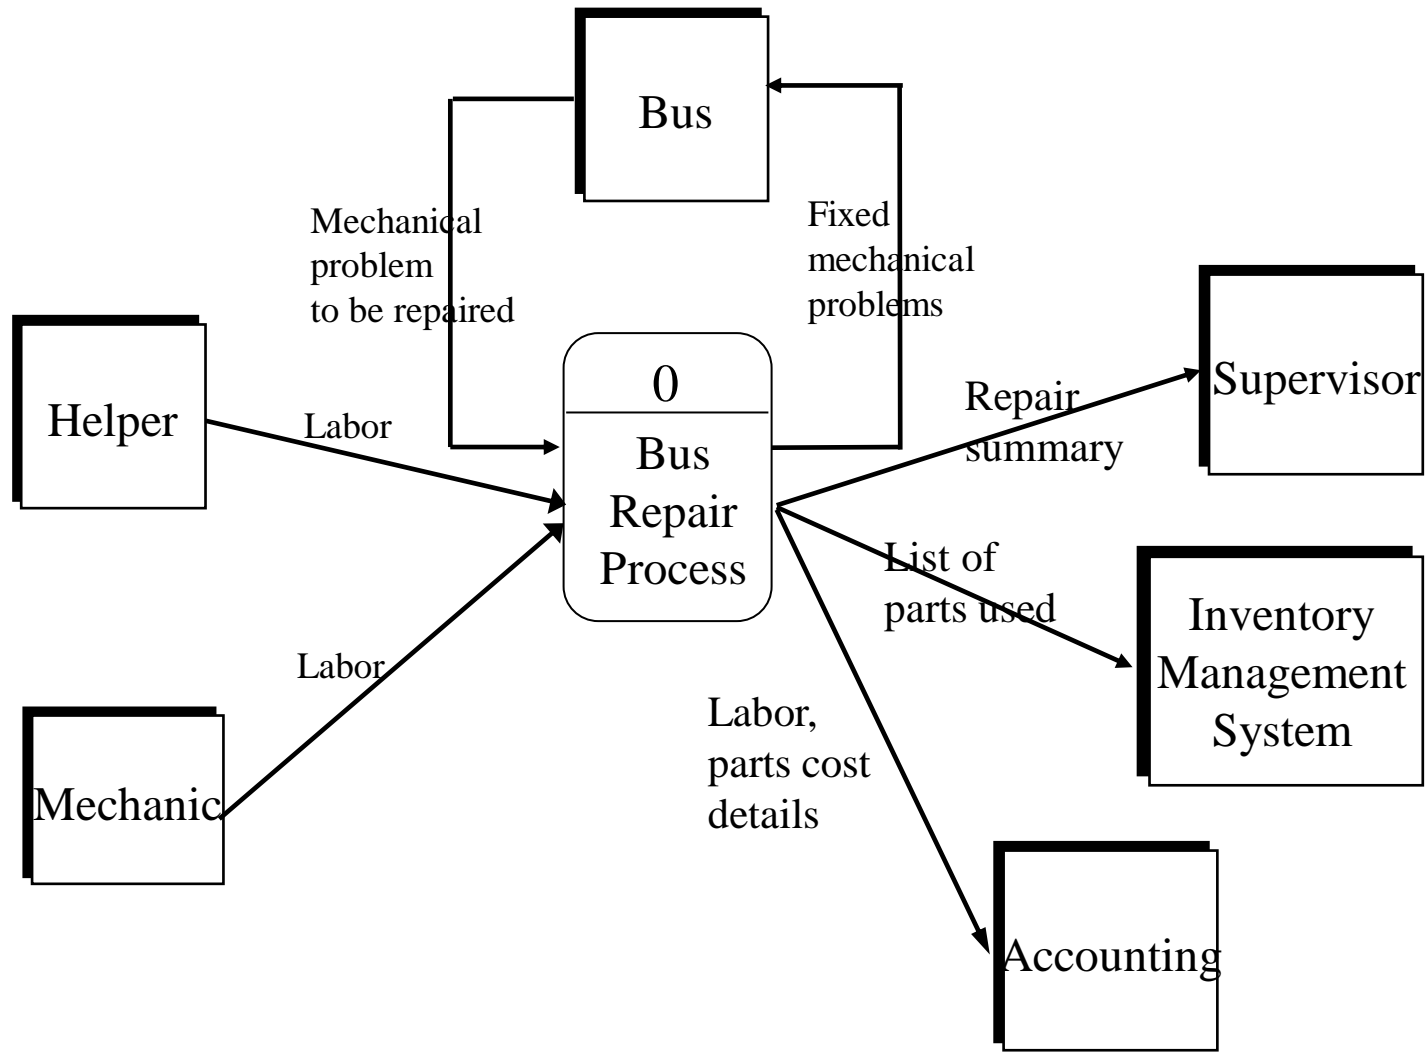 Bus
Mechanical
problem
to be repaired
Fixed
mechanical
problems
Helper
Labor
0
Bus
Repair
Process
Repair
summary
Supervisor
List of
parts used
Inventory
Management
System
Labor
Mechanic
Labor,
parts cost
details
Accounting